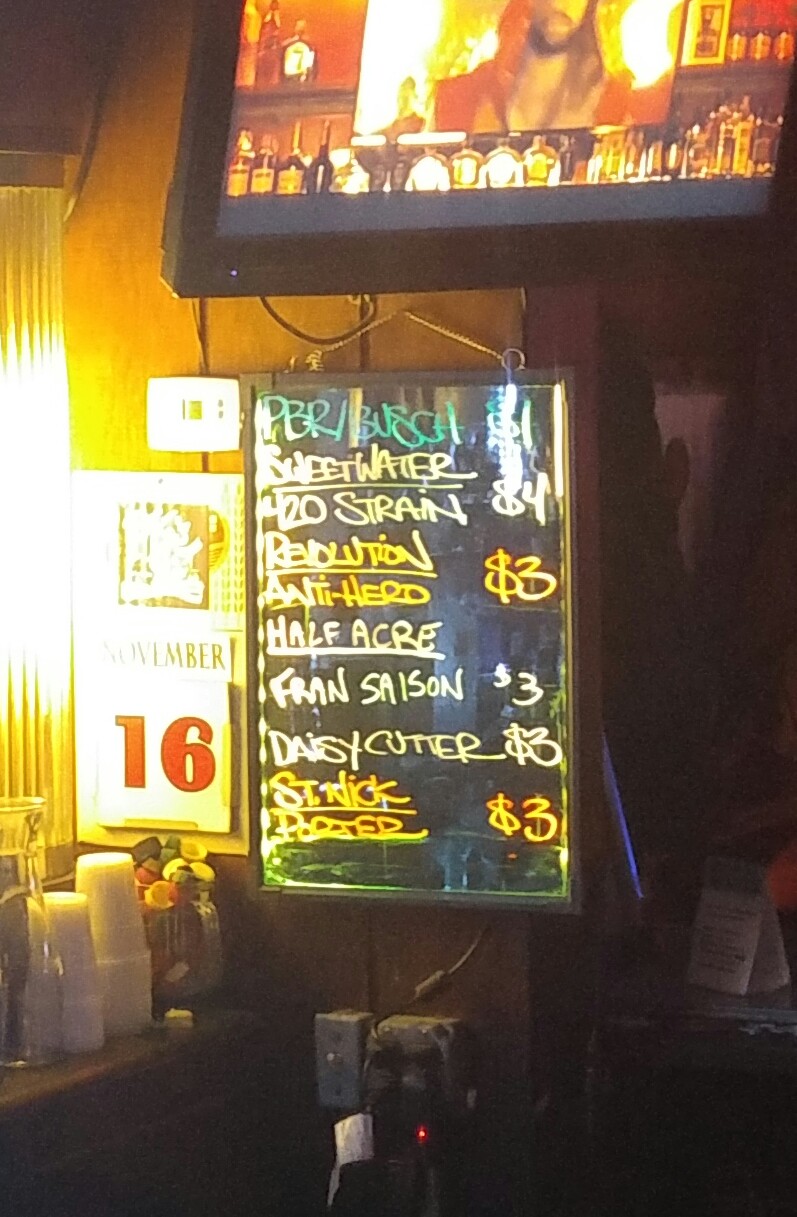 PBR/BUSCH $1
SWEETWATER
420 STRAIN $4
REVOLUTION
ANTI-HERO $3
HALF ACRE
FRAN SAISON $3
DAISY CUTTER $3
ST. NICK
PORTER $3
NOVEMBER
16